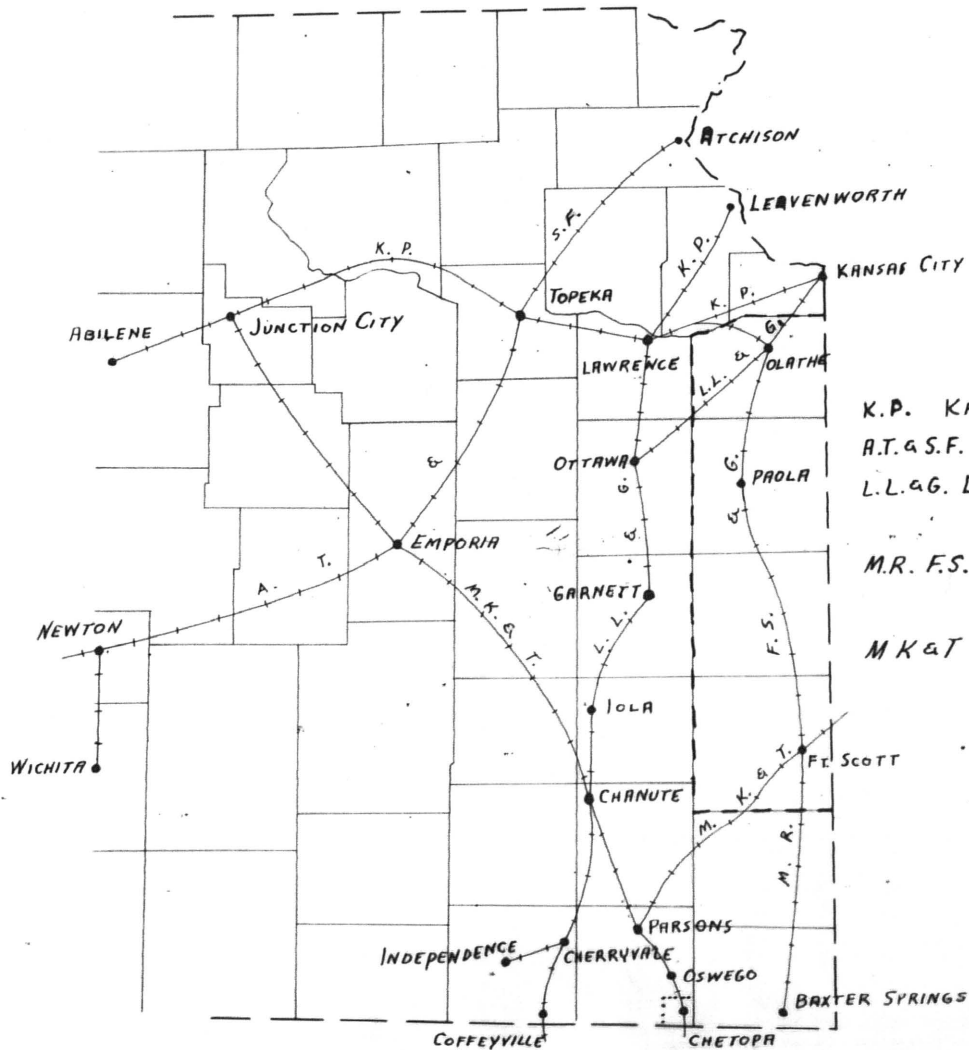 ATCHISON
LEAVENWORTH
S.F.
K.P.
K. P.
KANSAS CITY
K. P.
TOPEKA
ABILENE
JUNCTION CITY
LAWRENCE
G.
OLATHE
&
L.L.
K.P.
A.T.&S.F.
L.L.&G. L
M.R. F.S.
M K &T
OTTAWA
PAOLA
G.
&
&
G.
&
EMPORIA
A. T.
M. K. & T.
GARNETT
L. L.
F. S.
NEWTON
IOLA
WICHITA
FT. SCOTT
CHANUTE
M. K. & T.
M. R.
PARSONS
INDEPENDENCE
CHERRYVALE
OSWEGO
BAXTER SPRINGS
COFFEYVILLE
CHETOPA